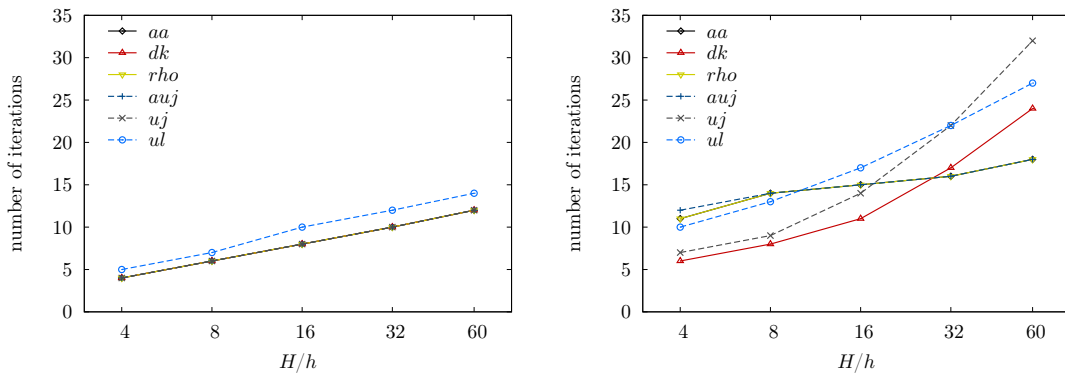 35
30
25
20
15
10
5
0
number of iterations
aa
dk
rho
auj
uj
ul
4 8 16 32 60
H/h
35
30
25
20
15
10
5
0
number of iterations
aa
dk
rho
auj
uj
ul
4 8 16 32 60
H/h